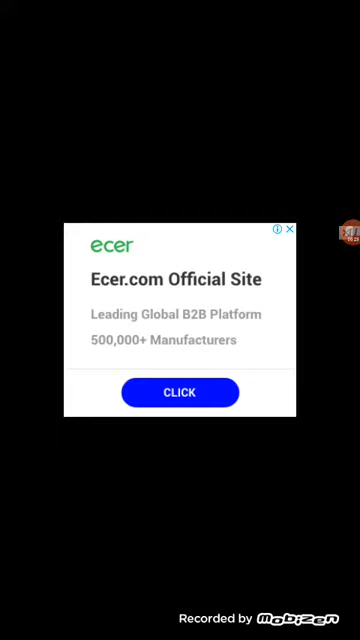 ecer
Ecer.com Official Site
Leading Global B2B Platform
500,000+ Manufacturers
CLICK
Recorded by Mobizen